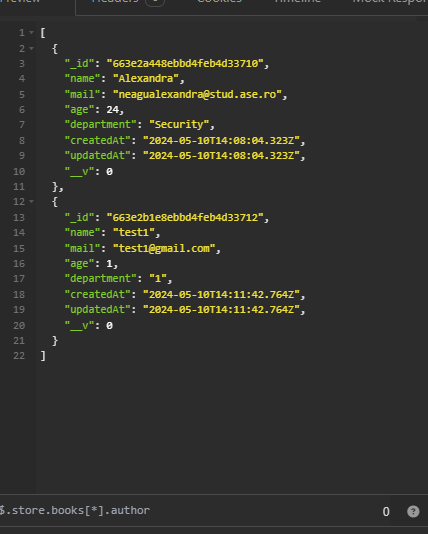 Preview Headers Cookies Timeline Mock Respon
1 [
2 {
3 "_id": "663e2a448ebbd4feb4d33710",
4 "name": "Alexandra",
5 "mail": "neagualexandra@stud.ase.ro",
6 "age": 24,
7 "department": "Security",
8 "createdAt": "2024-05-10T14:08:04.323Z",
9 "updatedAt": "2024-05-10T14:08:04.323Z",
10 "__v": 0
11 },
12 {
13 "_id": "663e2b1e8ebbd4feb4d33712",
14 "name": "test1",
15 "mail": "test1@gmail.com",
16 "age": 1,
17 "department": "1",
18 "createdAt": "2024-05-10T14:11:42.764Z",
19 "updatedAt": "2024-05-10T14:11:42.764Z",
20 "__v": 0
21 }
22 ]
$.store.books[*].author 0 ?